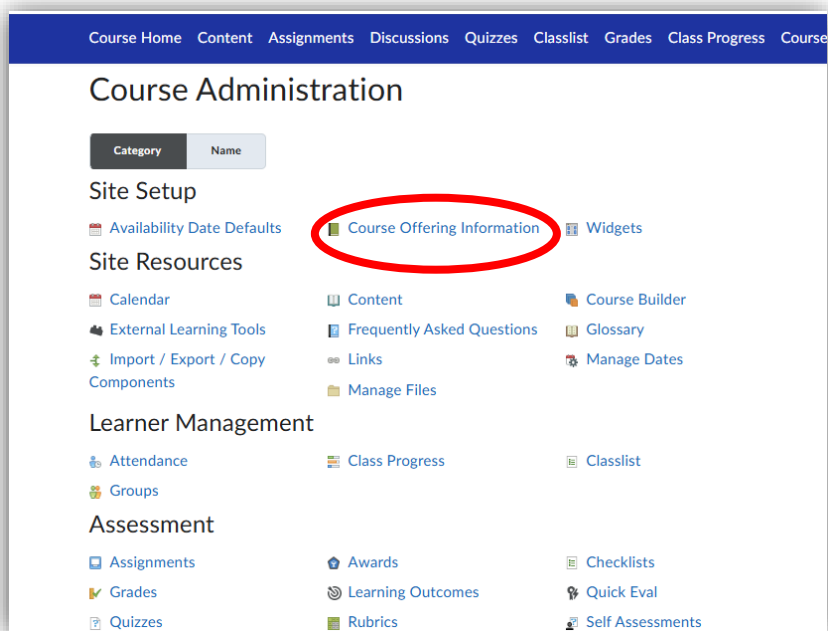 Course Home Content Assignments Discussions Quizzes Classlist Grades Class Progress Course
Course Administration
Category Name
Site Setup
Availability Date Defaults Course Offering Information Widgets
Site Resources
Calendar Content Course Builder
External Learning Tools Frequently Asked Questions Glossary
Import / Export / Copy Links Manage Dates
Components
Manage Files
Learner Management
Attendance Class Progress Classlist
Groups
Assessment
Assignments Awards Checklists
Grades Learning Outcomes Quick Eval
Quizzes Rubrics Self Assessments